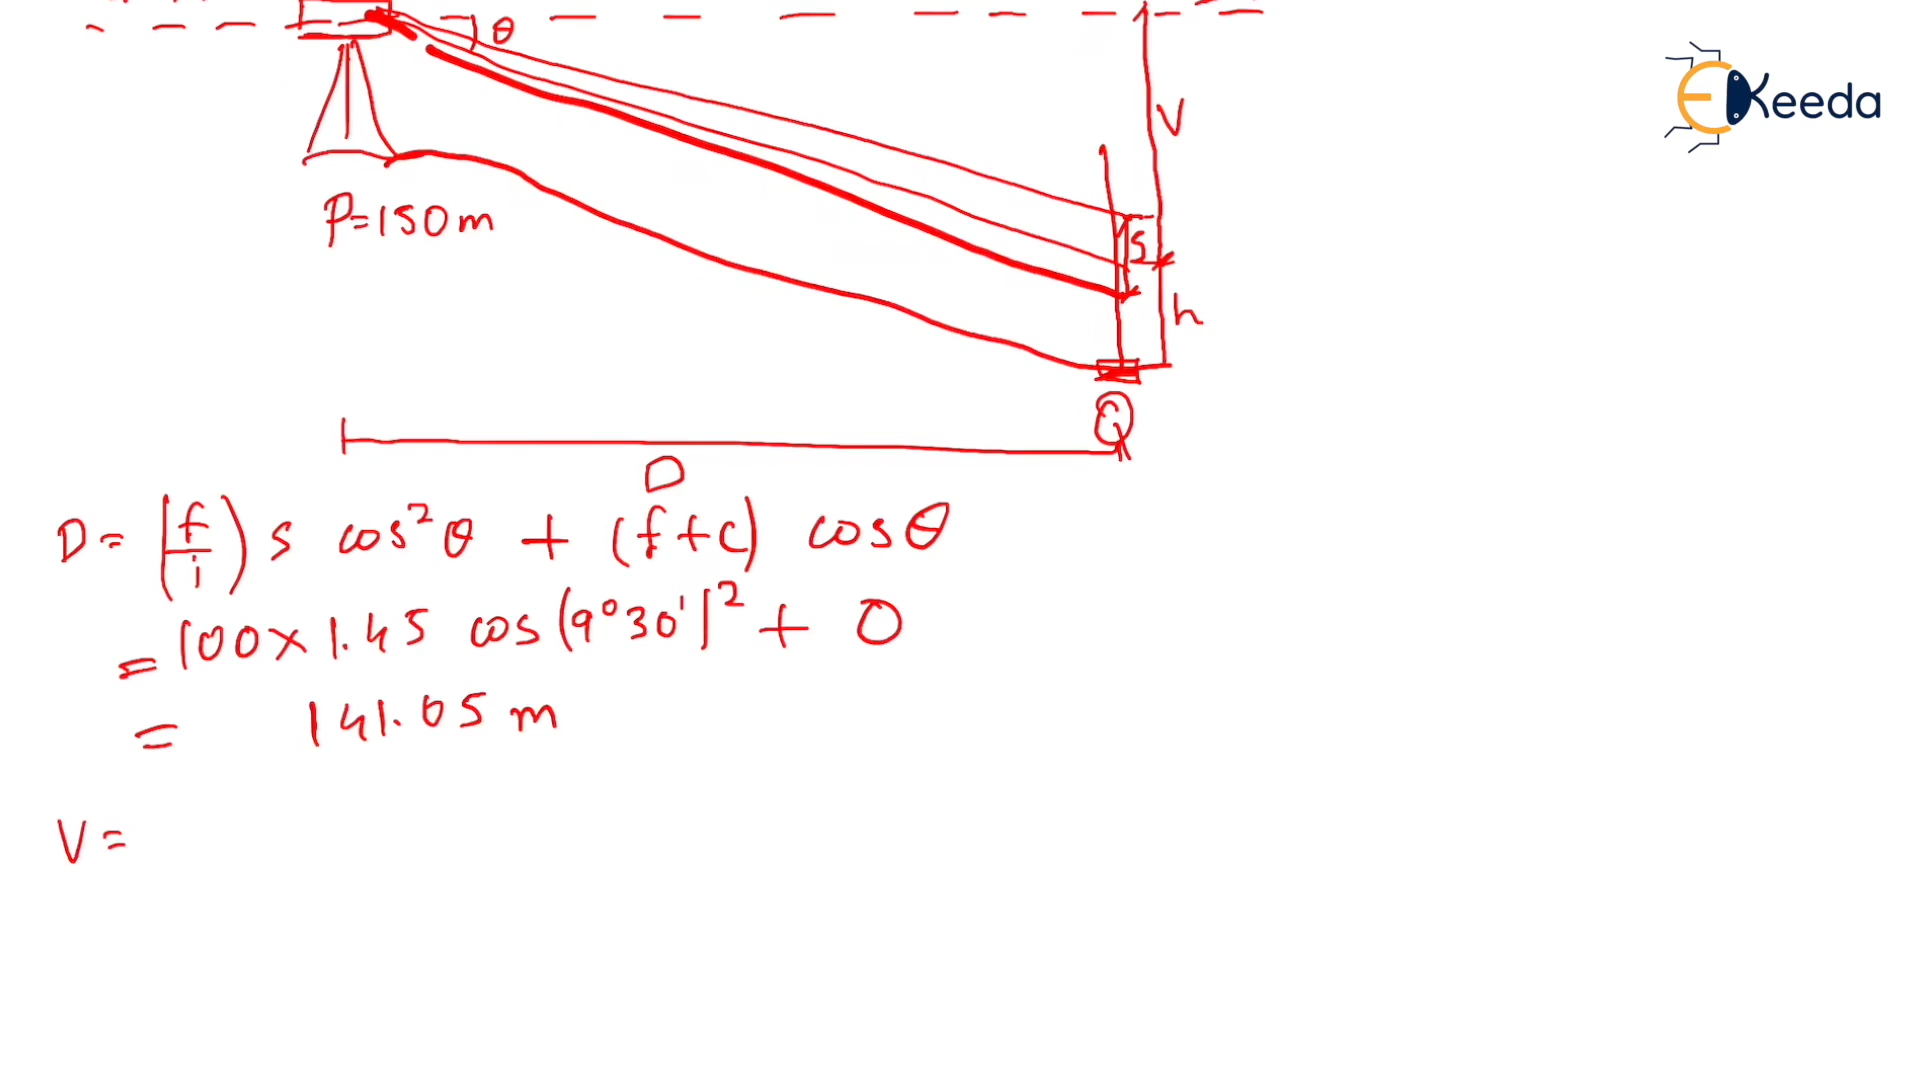 θ
EKeeda
V
P=150m
S
h
Q
D
D = (f/i) s cos²θ + (f+c) cosθ
= 100 x 1.45 cos(9°30')² + 0
= 141.05 m
V =